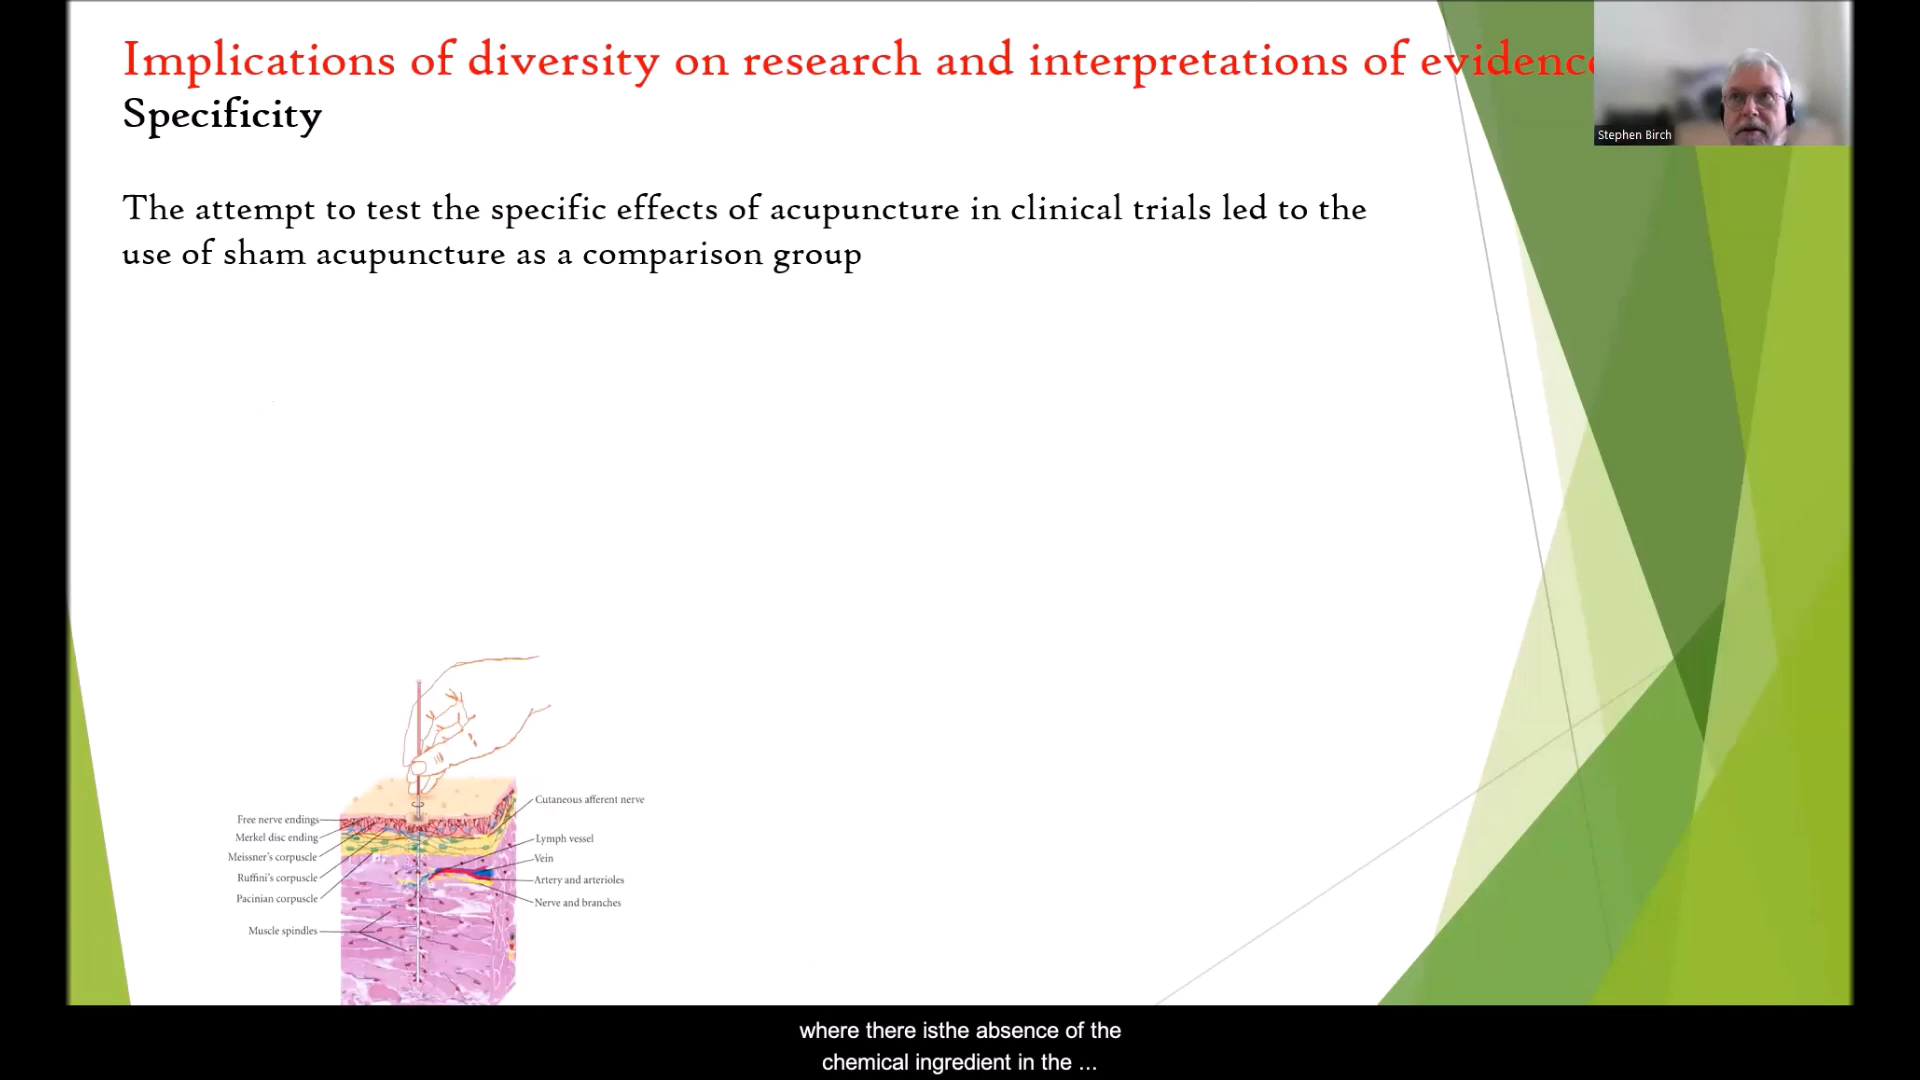 Implications of diversity on research and interpretations of evidence
Specificity
Stephen Birch
The attempt to test the specific effects of acupuncture in clinical trials led to the
use of sham acupuncture as a comparison group
Free nerve endings
Merkel disc ending
Meissner's corpuscle
Ruffini's corpuscle
Pacinian corpuscle
Muscle spindles
Cutaneous afferent nerve
Lymph vessel
Vein
Artery and arterioles
Nerve and branches
where there isthe absence of the
chemical ingredient in the ...